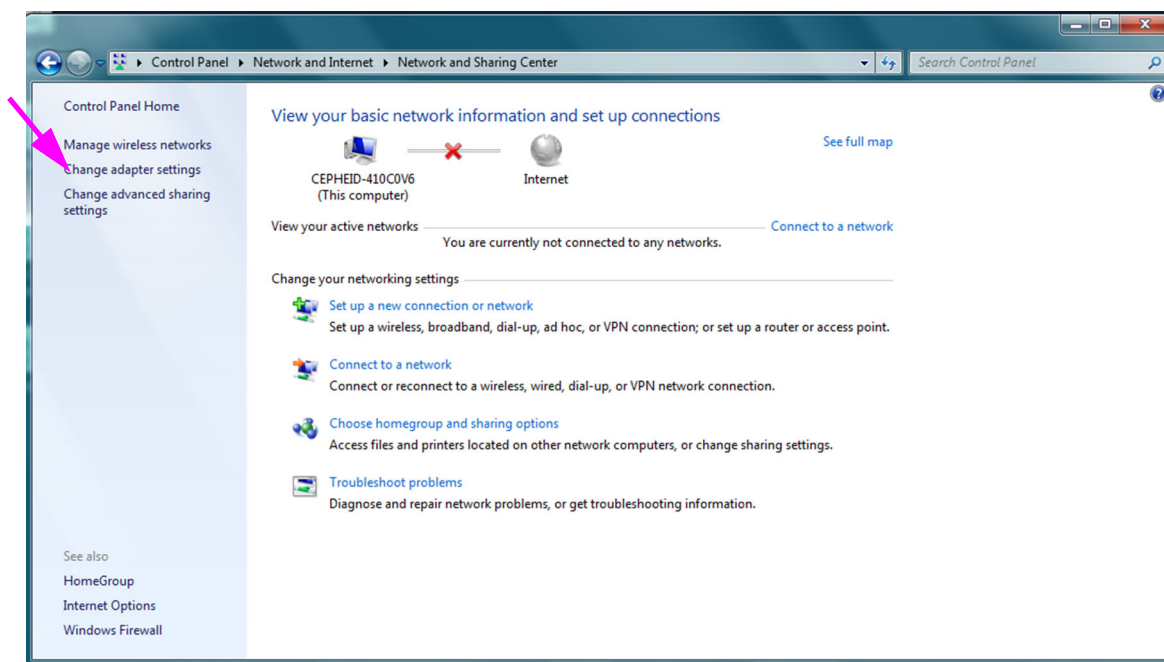 Control Panel ▸ Network and Internet ▸ Network and Sharing Center
Search Control Panel
Control Panel Home
Manage wireless networks
Change adapter settings
Change advanced sharing
settings
View your basic network information and set up connections
See full map
CEPHEID-410C0V6
(This computer)
Internet
View your active networks
Connect to a network
You are currently not connected to any networks.
Change your networking settings
Set up a new connection or network
Set up a wireless, broadband, dial-up, ad hoc, or VPN connection; or set up a router or access point.
Connect to a network
Connect or reconnect to a wireless, wired, dial-up, or VPN network connection.
Choose homegroup and sharing options
Access files and printers located on other network computers, or change sharing settings.
Troubleshoot problems
Diagnose and repair network problems, or get troubleshooting information.
See also
HomeGroup
Internet Options
Windows Firewall